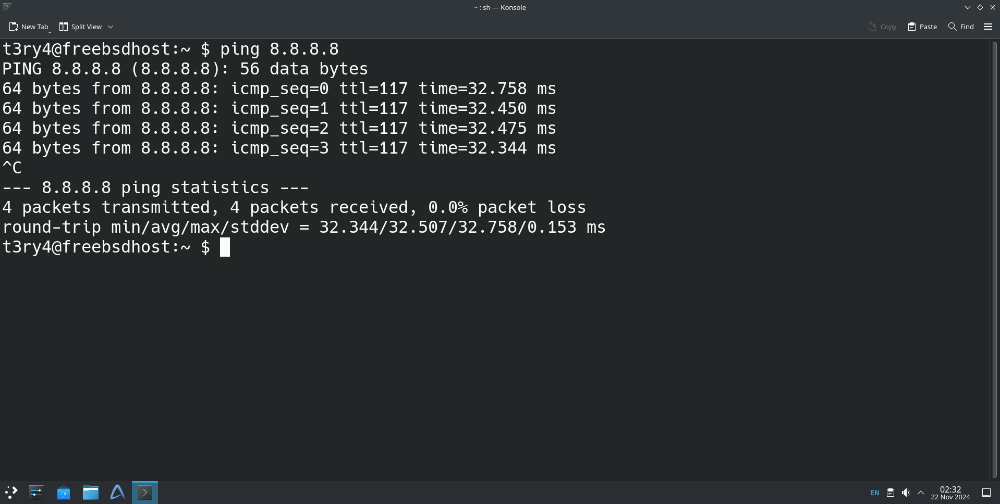 ~ : sh — Konsole
New Tab Split View Copy Paste Find
t3ry4@freebsdhost:~ $ ping 8.8.8.8
PING 8.8.8.8 (8.8.8.8): 56 data bytes
64 bytes from 8.8.8.8: icmp_seq=0 ttl=117 time=32.758 ms
64 bytes from 8.8.8.8: icmp_seq=1 ttl=117 time=32.450 ms
64 bytes from 8.8.8.8: icmp_seq=2 ttl=117 time=32.475 ms
64 bytes from 8.8.8.8: icmp_seq=3 ttl=117 time=32.344 ms
^C
--- 8.8.8.8 ping statistics ---
4 packets transmitted, 4 packets received, 0.0% packet loss
round-trip min/avg/max/stddev = 32.344/32.507/32.758/0.153 ms
t3ry4@freebsdhost:~ $
EN 02:32
22 Nov 2024